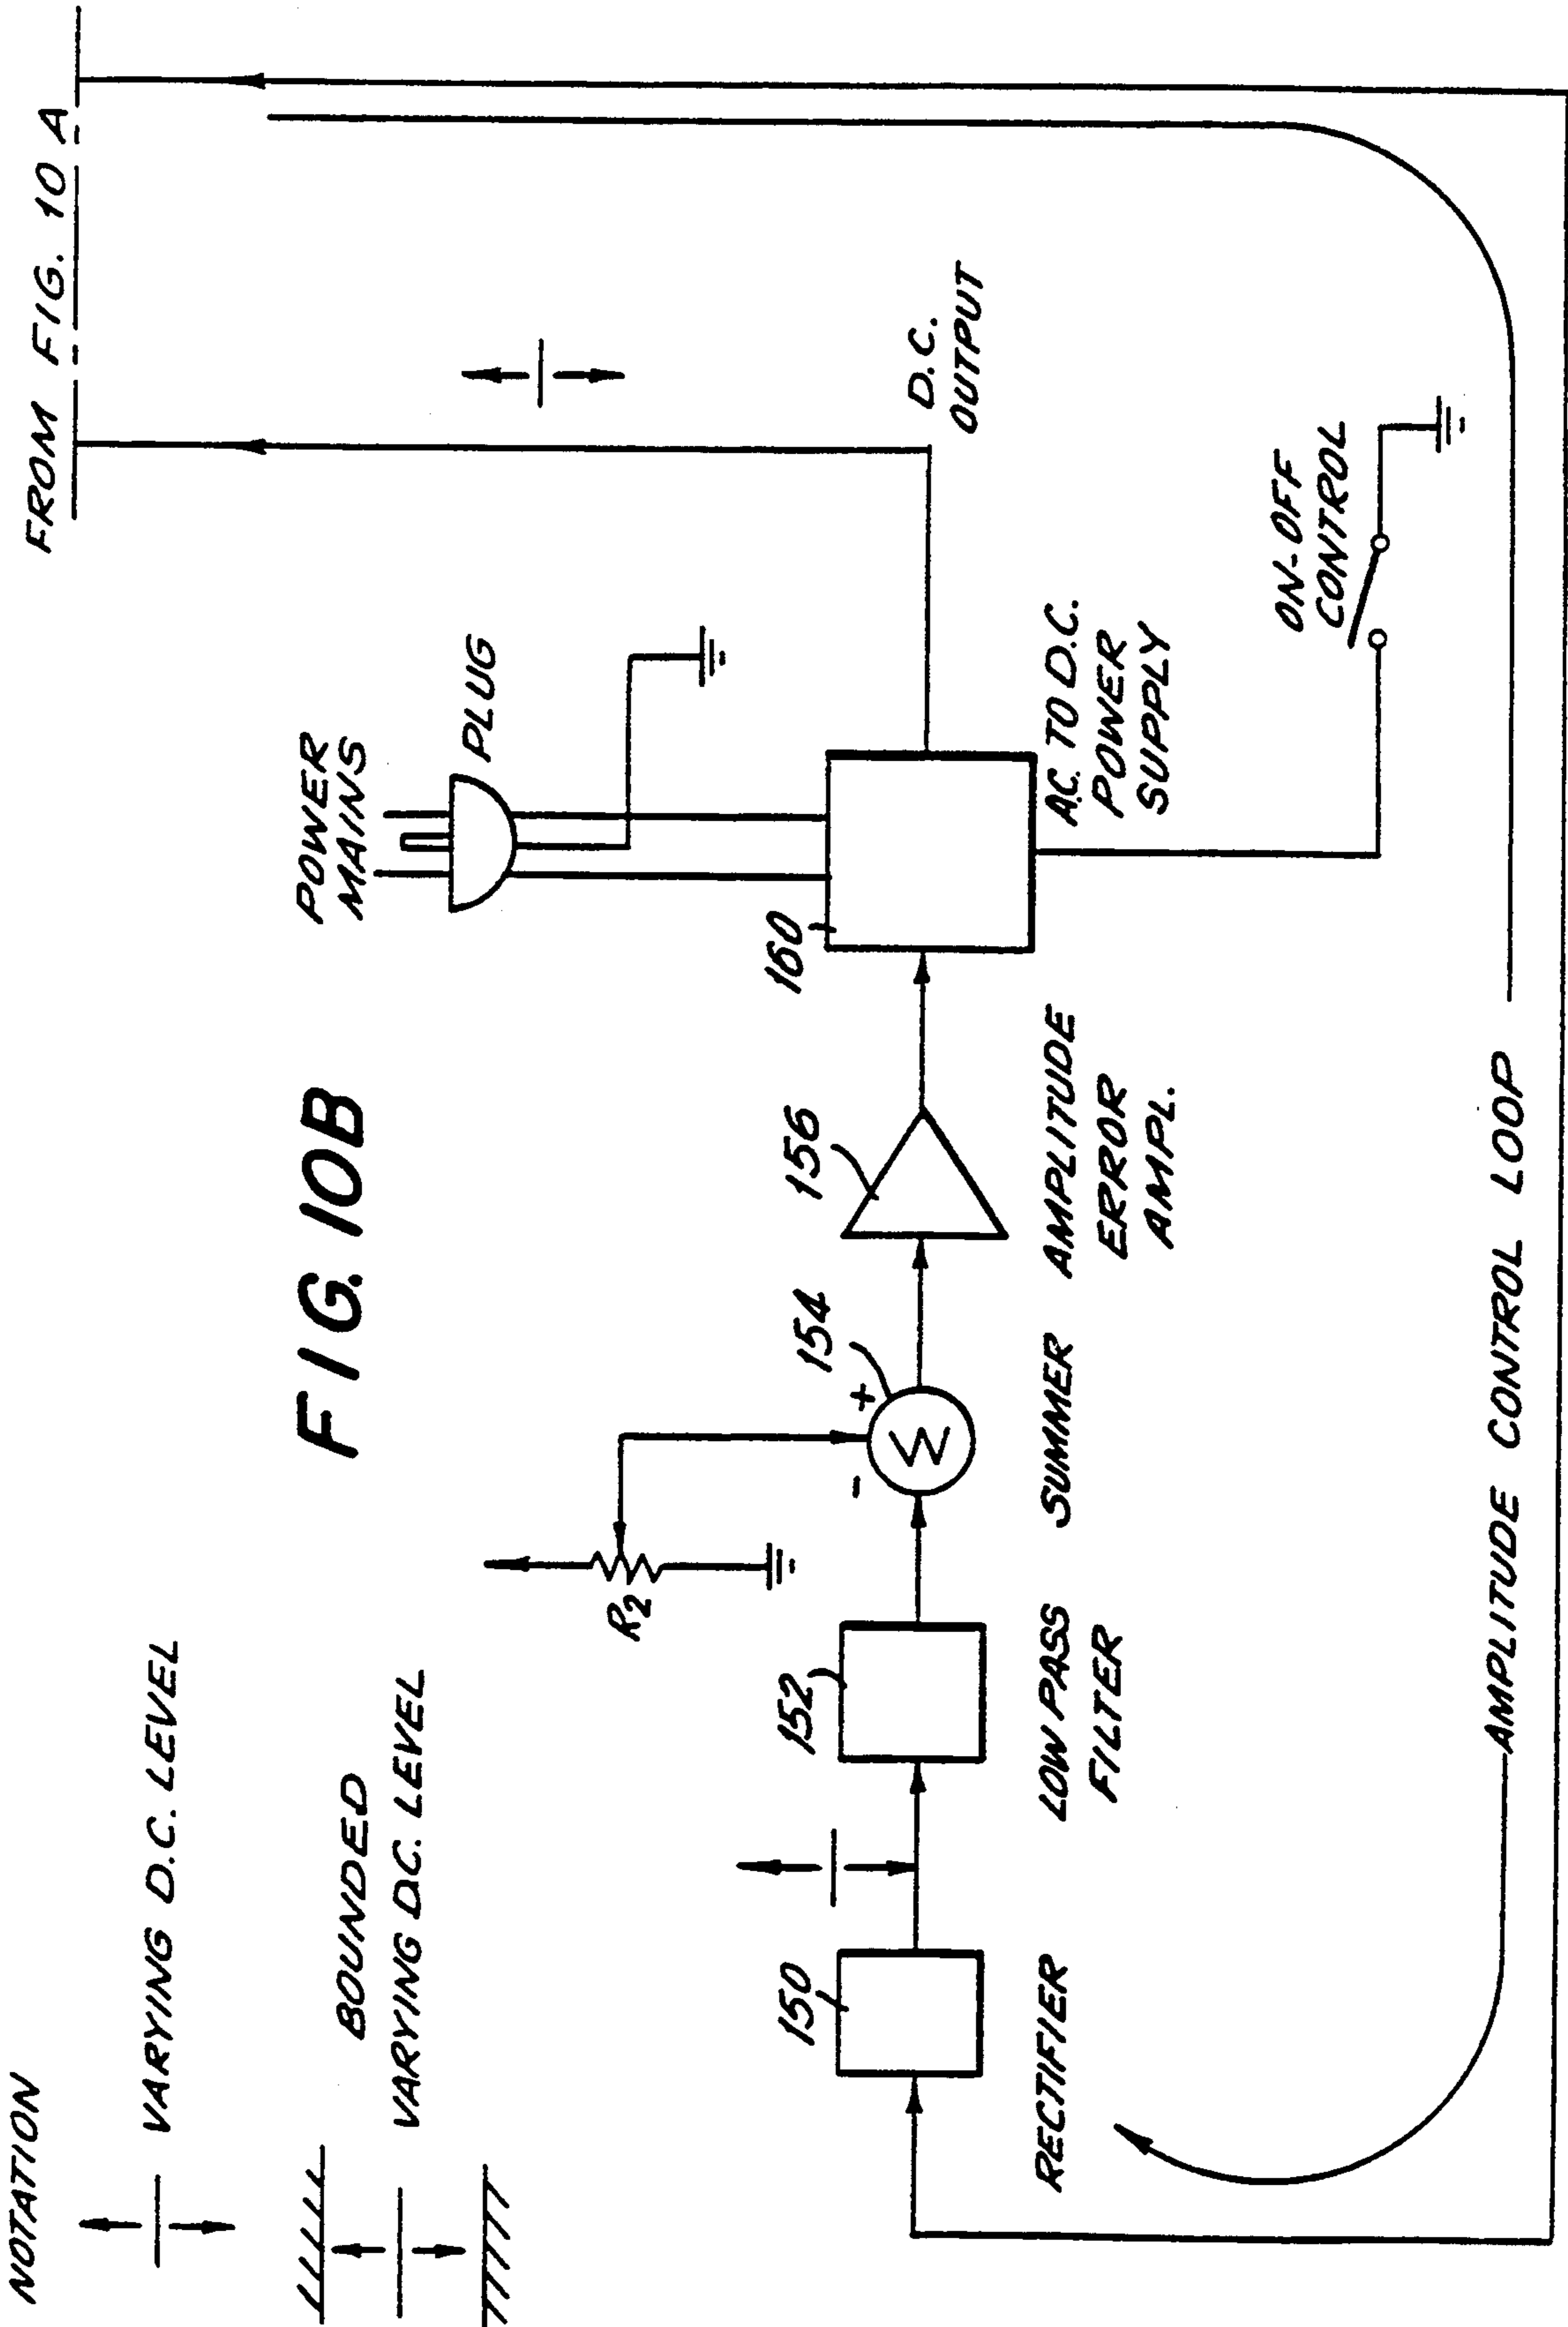 NOTATION
VARYING D.C. LEVEL
BOUNDED
VARYING D.C. LEVEL
FIG. 10B
FROM FIG. 10 A
POWER
MAINS
PLUG
R2
- +
Σ
150
152
154
156
160
D.C.
OUTPUT
RECTIFIER
LOW PASS
FILTER
SUMMER
AMPLITUDE
ERROR
AMPL.
A.C. TO D.C.
POWER
SUPPLY
ON-OFF
CONTROL
AMPLITUDE CONTROL LOOP